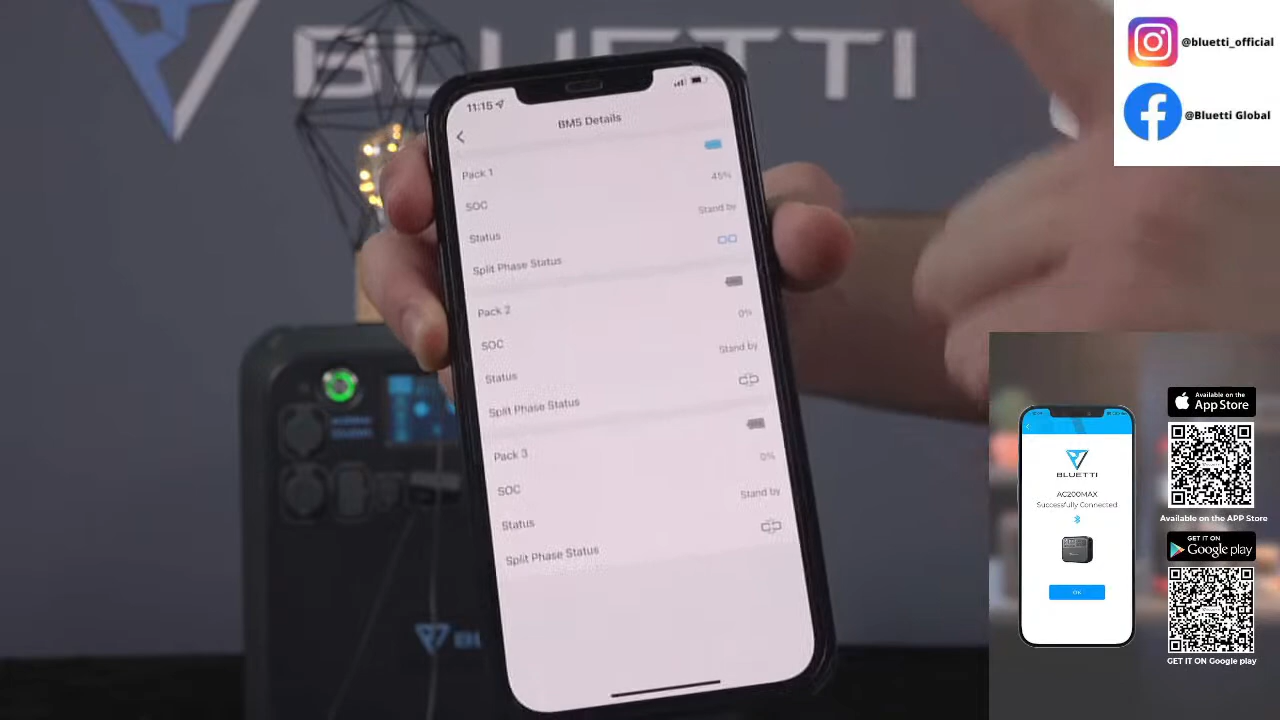 BLUETTI
@bluetti_official
@Bluetti Global
11:15
BMS Details
Pack 1
SOC
45%
Status
Stand by
Split Phase Status
Pack 2
SOC
0%
Status
Stand by
Split Phase Status
Pack 3
SOC
0%
Status
Stand by
Split Phase Status
BLUETTI
AC200MAX
Successfully Connected
OK
Available on the
App Store
Available on the APP Store
GET IT ON
Google play
GET IT ON Google play